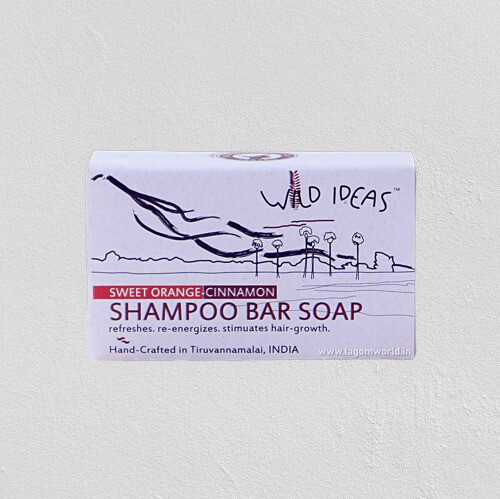 WILD IDEAS™
SWEET ORANGE-CINNAMON
SHAMPOO BAR SOAP
refreshes. re-energizes. stimuates hair-growth.
Hand-Crafted in Tiruvannamalai, INDIA
www.lagomworld.in